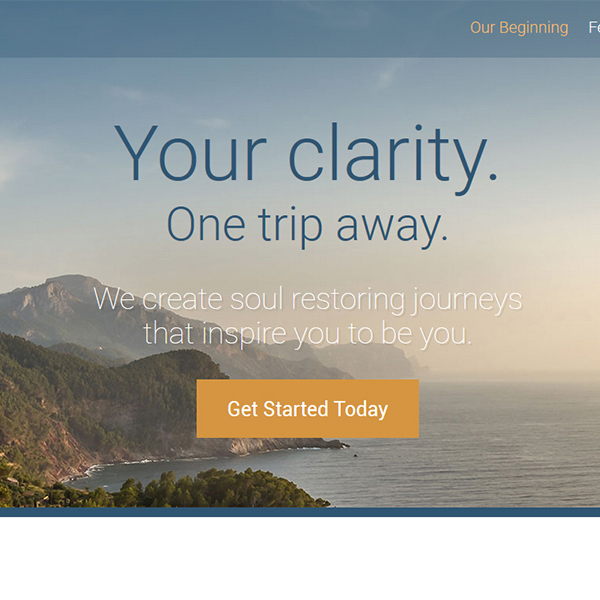 Our Beginning
Your clarity.
One trip away.
We create soul restoring journeys
that inspire you to be you.
Get Started Today